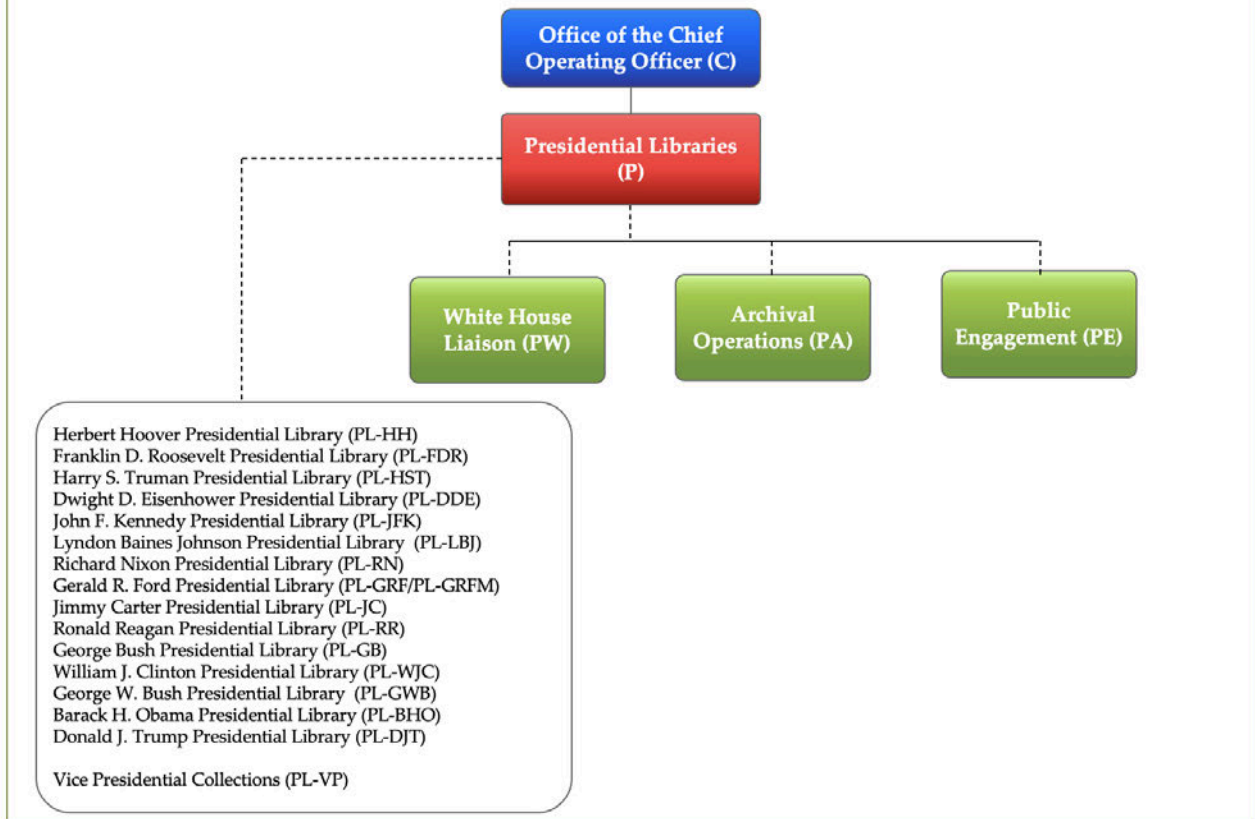 Office of the Chief
Operating Officer (C)
Presidential Libraries
(P)
White House
Liaison (PW)
Archival
Operations (PA)
Public
Engagement (PE)
Herbert Hoover Presidential Library (PL-HH)
Franklin D. Roosevelt Presidential Library (PL-FDR)
Harry S. Truman Presidential Library (PL-HST)
Dwight D. Eisenhower Presidential Library (PL-DDE)
John F. Kennedy Presidential Library (PL-JFK)
Lyndon Baines Johnson Presidential Library (PL-LBJ)
Richard Nixon Presidential Library (PL-RN)
Gerald R. Ford Presidential Library (PL-GRF/PL-GRFM)
Jimmy Carter Presidential Library (PL-JC)
Ronald Reagan Presidential Library (PL-RR)
George Bush Presidential Library (PL-GB)
William J. Clinton Presidential Library (PL-WJC)
George W. Bush Presidential Library (PL-GWB)
Barack H. Obama Presidential Library (PL-BHO)
Donald J. Trump Presidential Library (PL-DJT)
Vice Presidential Collections (PL-VP)